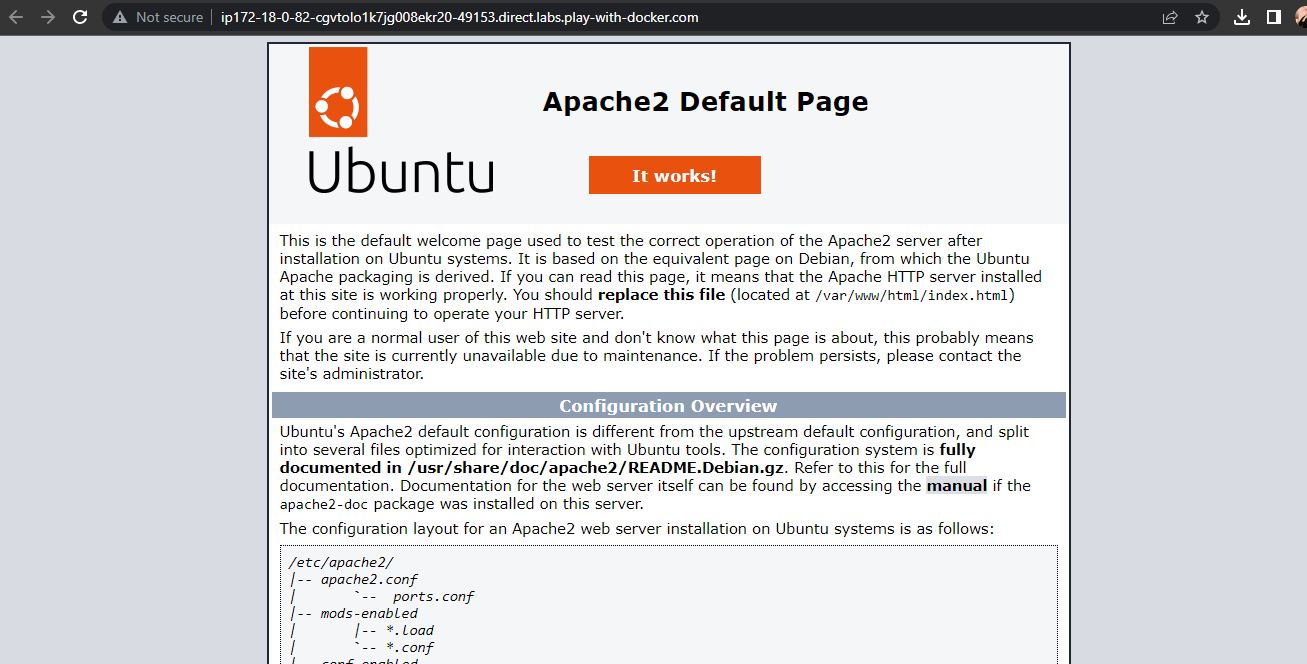 Not secure
ip172-18-0-82-cgvtolo1k7jg008ekr20-49153.direct.labs.play-with-docker.com
Apache2 Default Page
Ubuntu
It works!
This is the default welcome page used to test the correct operation of the Apache2 server after
installation on Ubuntu systems. It is based on the equivalent page on Debian, from which the Ubuntu
Apache packaging is derived. If you can read this page, it means that the Apache HTTP server installed
at this site is working properly. You should replace this file (located at /var/www/html/index.html)
before continuing to operate your HTTP server.
If you are a normal user of this web site and don't know what this page is about, this probably means
that the site is currently unavailable due to maintenance. If the problem persists, please contact the
site's administrator.
Configuration Overview
Ubuntu's Apache2 default configuration is different from the upstream default configuration, and split
into several files optimized for interaction with Ubuntu tools. The configuration system is fully
documented in /usr/share/doc/apache2/README.Debian.gz. Refer to this for the full
documentation. Documentation for the web server itself can be found by accessing the manual if the
apache2-doc package was installed on this server.
The configuration layout for an Apache2 web server installation on Ubuntu systems is as follows:
/etc/apache2/
|-- apache2.conf
|       `--  ports.conf
|-- mods-enabled
|       |-- *.load
|       `-- *.conf
|-- conf-enabled